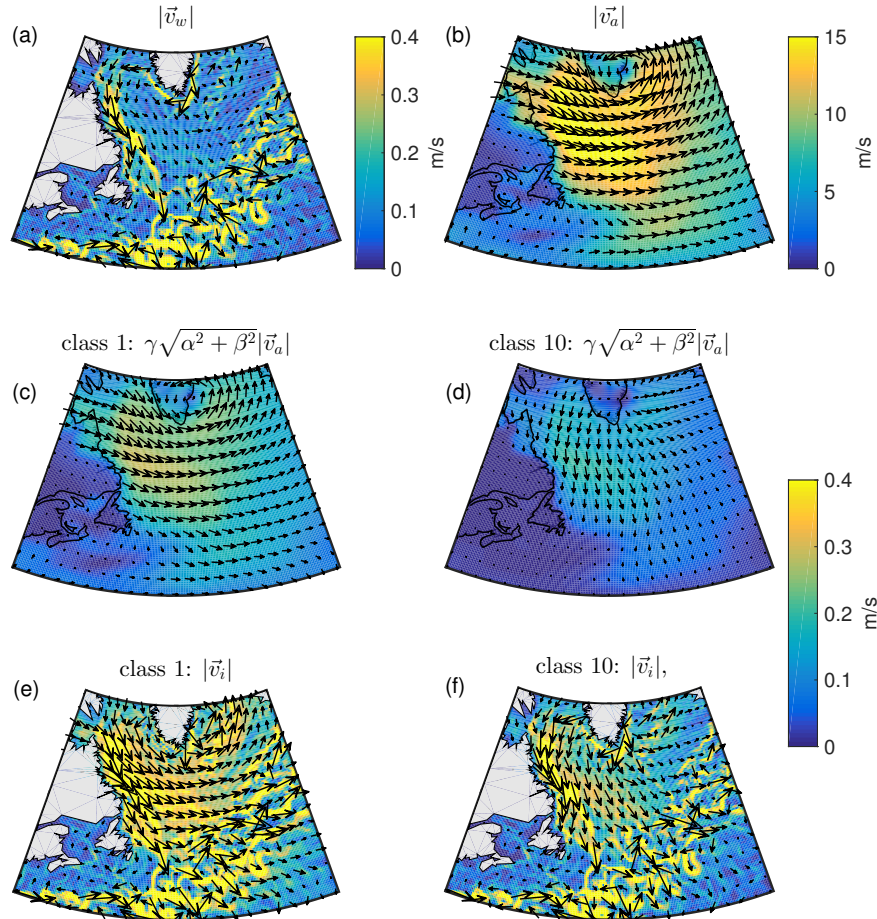 |v⃗_w|
|v⃗_a|
(a)
(b)
0.4
0.3
0.2
0.1
0
m/s
15
10
5
0
m/s
class 1: γ√(α² + β²)|v⃗_a|
class 10: γ√(α² + β²)|v⃗_a|
(c)
(d)
0.4
0.3
0.2
0.1
0
m/s
class 1: |v⃗_i|
class 10: |v⃗_i|,
(e)
(f)